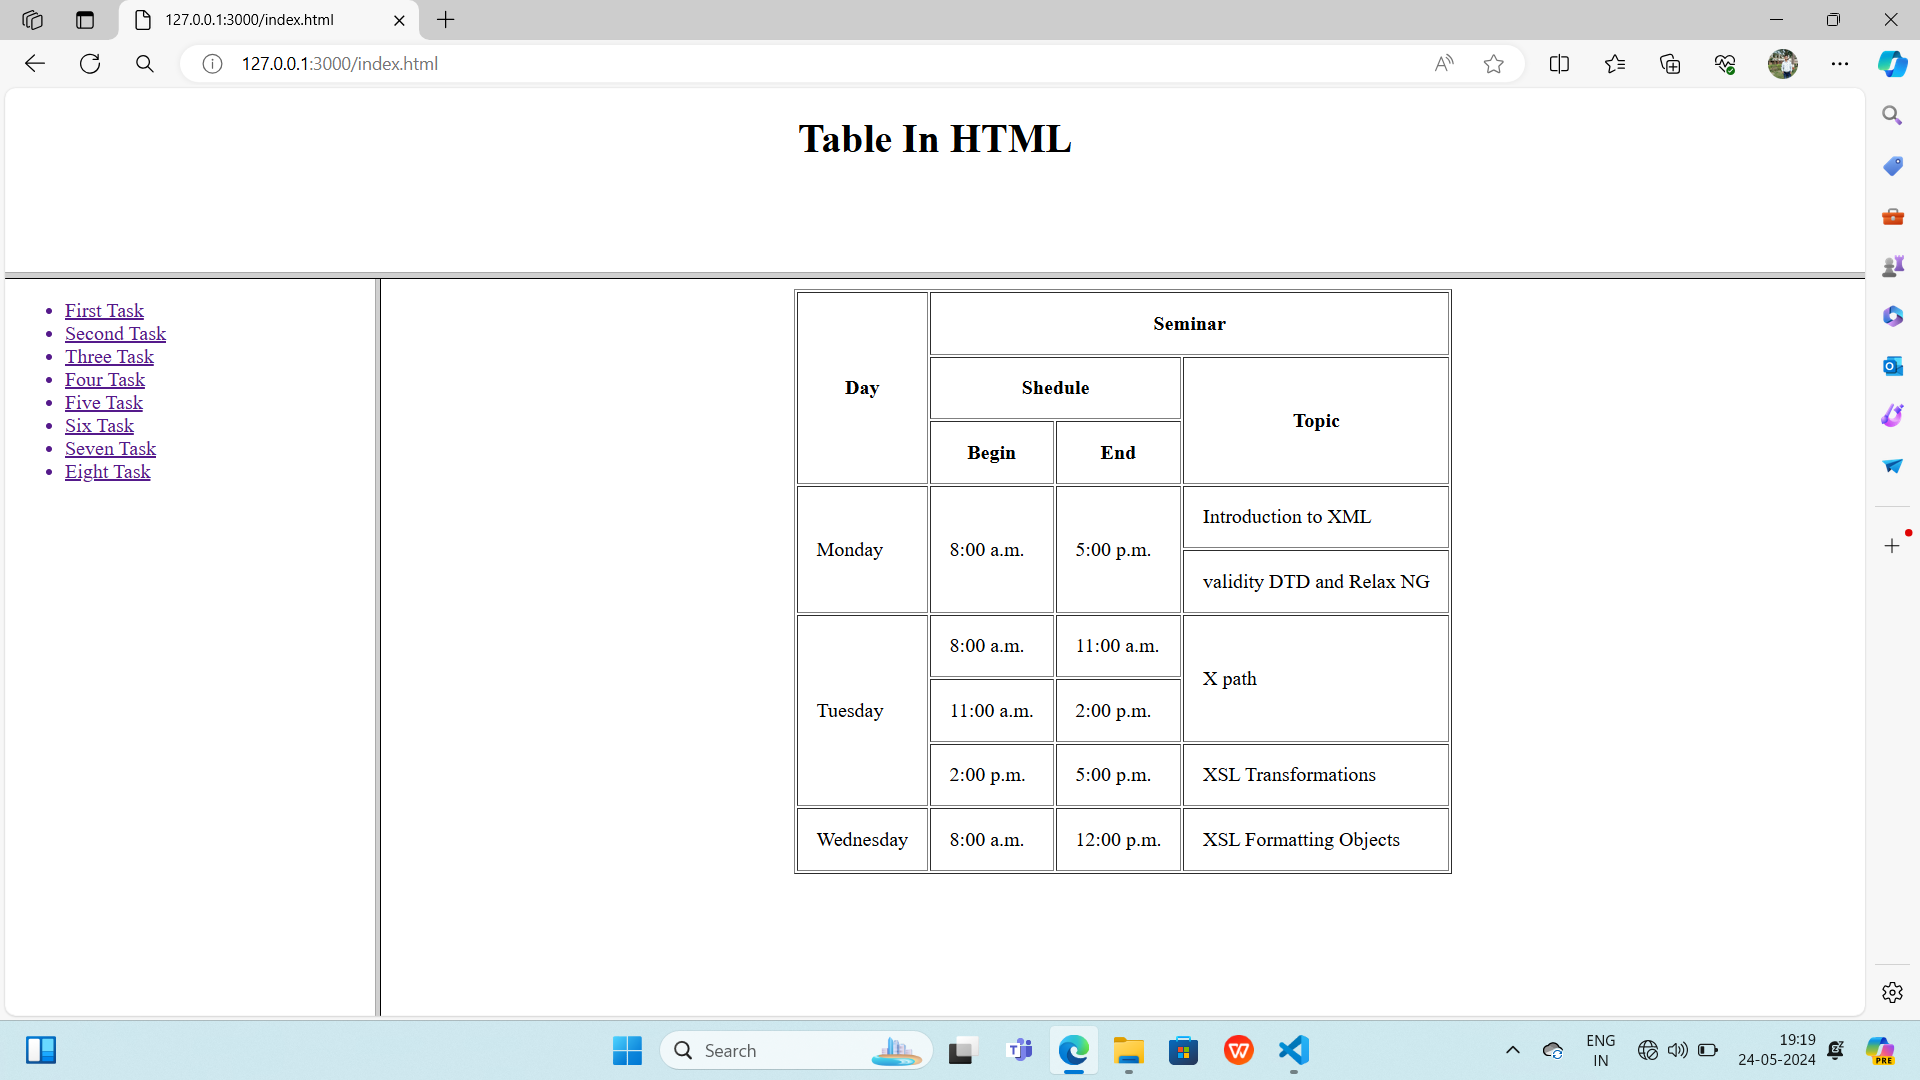 127.0.0.1:3000/index.html
127.0.0.1:3000/index.html
Table In HTML
First Task
Second Task
Three Task
Four Task
Five Task
Six Task
Seven Task
Eight Task
Day
Seminar
Shedule
Topic
Begin
End
Monday
8:00 a.m.
5:00 p.m.
Introduction to XML
validity DTD and Relax NG
Tuesday
8:00 a.m.
11:00 a.m.
X path
11:00 a.m.
2:00 p.m.
2:00 p.m.
5:00 p.m.
XSL Transformations
Wednesday
8:00 a.m.
12:00 p.m.
XSL Formatting Objects
Search
ENG
IN
19:19
24-05-2024
PRE